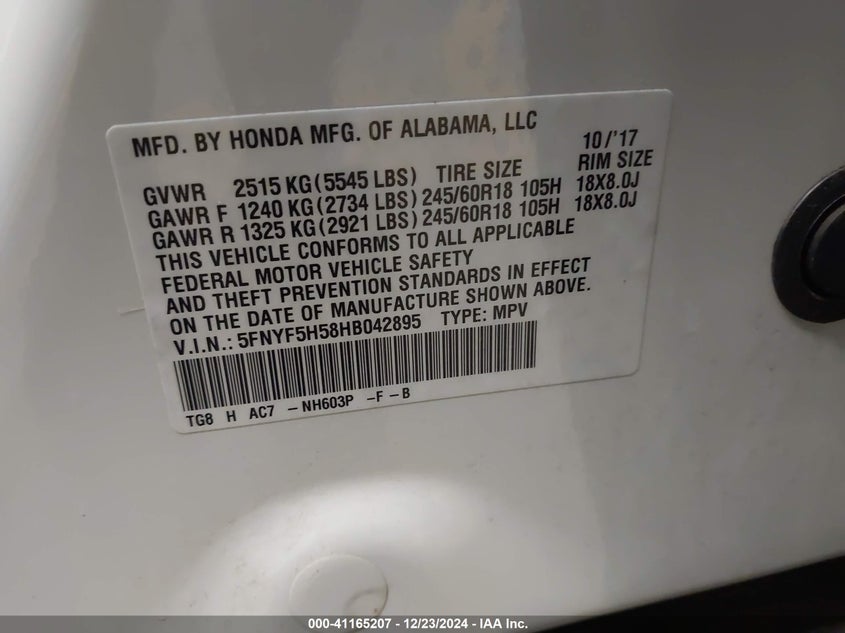 MFD. BY HONDA MFG. OF ALABAMA, LLC 10/'17
GVWR 2515 KG (5545 LBS) TIRE SIZE RIM SIZE
GAWR F 1240 KG (2734 LBS) 245/60R18 105H 18X8.0J
GAWR R 1325 KG (2921 LBS) 245/60R18 105H 18X8.0J
THIS VEHICLE CONFORMS TO ALL APPLICABLE
FEDERAL MOTOR VEHICLE SAFETY
AND THEFT PREVENTION STANDARDS IN EFFECT
ON THE DATE OF MANUFACTURE SHOWN ABOVE.
V.I.N.: 5FNYF5H58HB042895 TYPE: MPV
TG8 H AC7 -NH603P -F -B
000-41165207 - 12/23/2024 - IAA Inc.